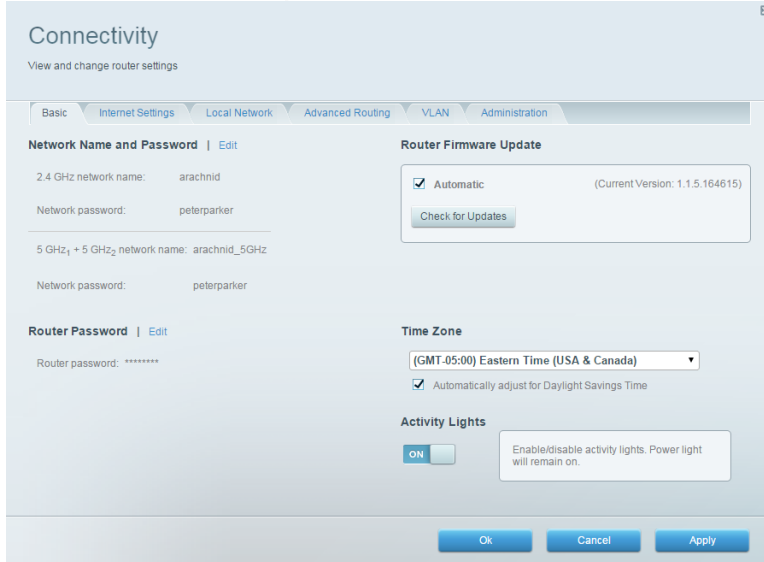 Connectivity
View and change router settings
Basic Internet Settings Local Network Advanced Routing VLAN Administration
Network Name and Password | Edit
2.4 GHz network name: arachnid
Network password: peterparker
5 GHz1 + 5 GHz2 network name: arachnid_5GHz
Network password: peterparker
Router Password | Edit
Router password: ********
Router Firmware Update
Automatic (Current Version: 1.1.5.164615)
Check for Updates
Time Zone
(GMT-05:00) Eastern Time (USA & Canada)
Automatically adjust for Daylight Savings Time
Activity Lights
ON
Enable/disable activity lights. Power light
will remain on.
Ok Cancel Apply